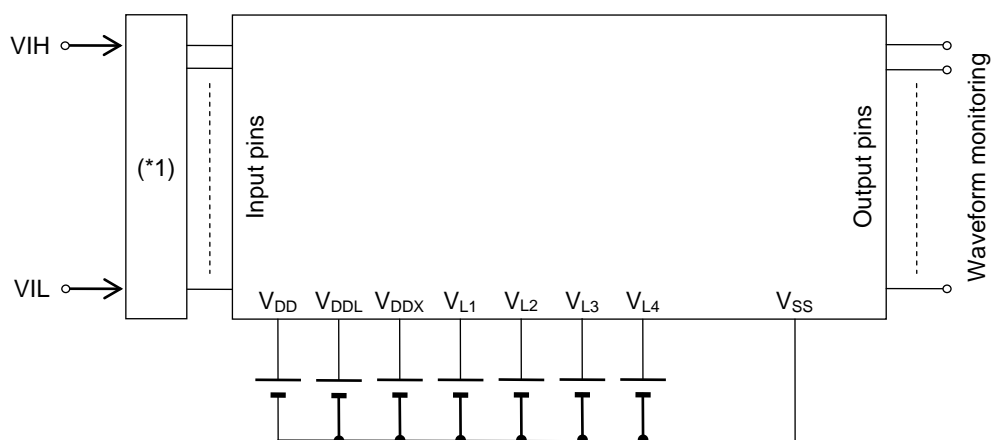 VIH
(*1)
VIL
Input pins
Output pins
Waveform monitoring
VDD VDDL VDDX VL1 VL2 VL3 VL4 VSS